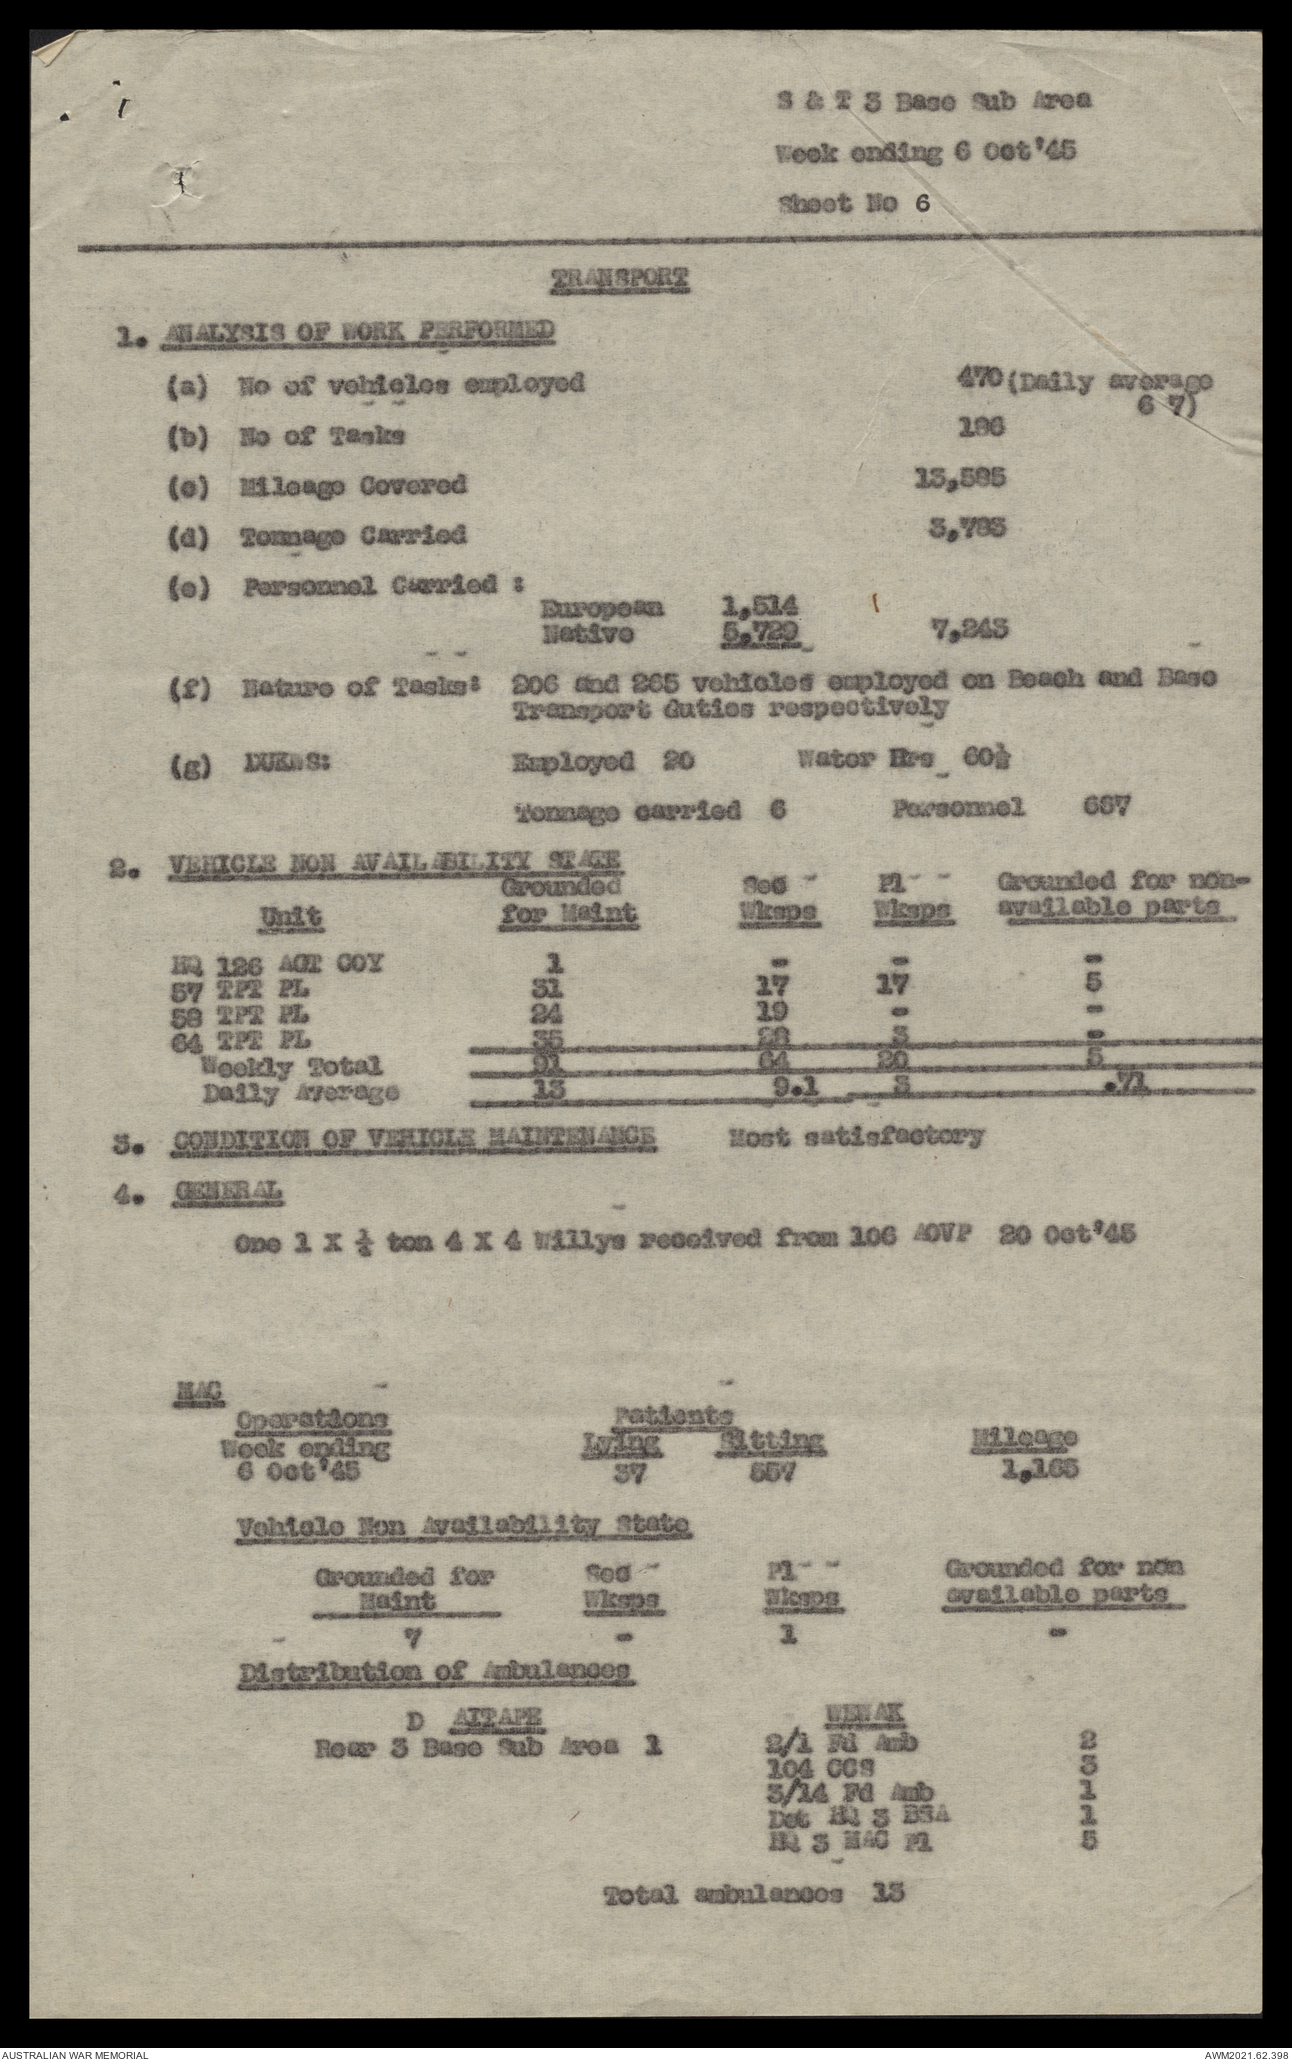 S & T 3 Base Sub Area
Week ending 6 Oct'45
Sheet No 6
TRANSPORT
1. ANALYSIS OF WORK PERFORMED
(a) No of vehicles employed 470 (Daily average
6 7)
(b) No of Tasks 186
(c) Mileage Covered 13,585
(d) Tonnage Carried 3,783
(e) Personnel Carried :
European 1,514
Native 5,729 7,243
(f) Nature of Tasks: 206 and 265 vehicles employed on Beach and Base
Transport duties respectively
(g) DUKWS: Employed 20 Water Hrs 60½
Tonnage carried 6 Personnel 667
2. VEHICLE NON AVAILABILITY STATE
Grounded Sec Pl Grounded for non-
Unit for Maint Wksps Wksps available parts
HQ 126 AGT COY 1 - - -
57 TPT PL 31 17 17 5
58 TPT PL 24 19 - -
64 TPT PL 35 28 3 -
Weekly Total 91 64 20 5
Daily Average 13 9.1 3 .71
3. CONDITION OF VEHICLE MAINTENANCE Most satisfactory
4. GENERAL
One 1 X ¼ ton 4 X 4 Willys received from 106 AOVP 20 Oct'45
MAC
Operations Patients
Week ending Lying Sitting Mileage
6 Oct'45 37 557 1,165
Vehicle Non Availability State
Grounded for Sec Pl Grounded for non
Maint Wksps Wksps available parts
7 - 1 -
Distribution of Ambulances
D AITAPE WEWAK
Rear 3 Base Sub Area 1 2/1 Fd Amb 2
104 CCS 3
3/14 Fd Amb 1
Det HQ 3 BSA 1
HQ 3 MAC Pl 5
Total ambulances 13
AUSTRALIAN WAR MEMORIAL AWM2021.62.398